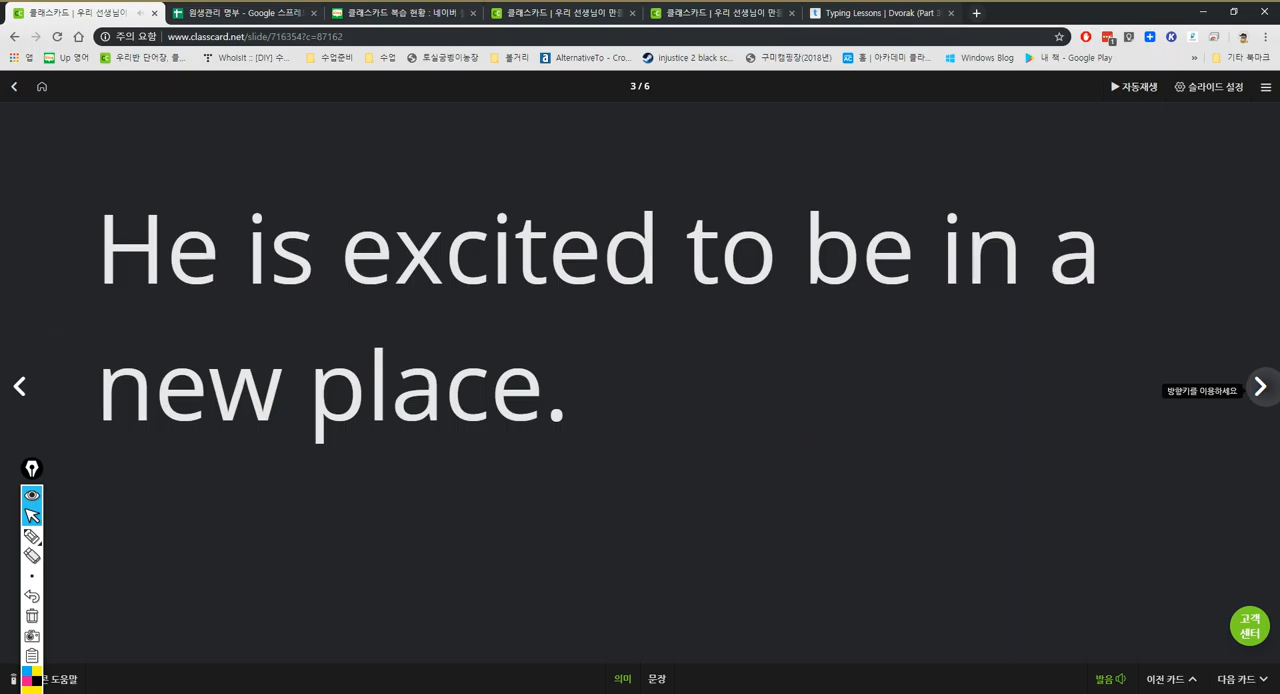 클래스카드 | 우리 선생님이
원생관리 명부 - Google 스프레
클래스카드 복습 현황 : 네이버
클래스카드 | 우리 선생님이 만든
클래스카드 | 우리 선생님이 만든
Typing Lessons | Dvorak (Part 3
주의 요함 www.classcard.net/slide/716354?c=87162
앱 Up 영어 우리반 단어장, 클... WhoIst :: [DIY] 수... 수업준비 수업 토실굼벵이농장 볼거리 AlternativeTo - Cro... injustice 2 black sc... 구미캠핑장(2018년) 홈 | 아카데미 클라... Windows Blog 내 책 - Google Play » 기타 북마크
3 / 6
자동재생 슬라이드 설정
He is excited to be in a
new place.
방향키를 이용하세요
고객
센터
도움말
의미 문장
발음 이전 카드 다음 카드